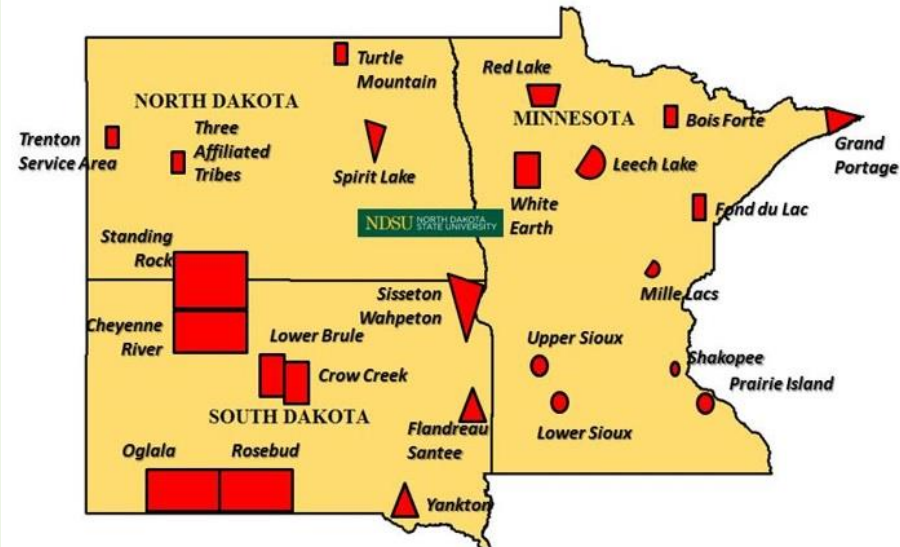 Turtle
Mountain
NORTH DAKOTA
Trenton
Service Area
Three
Affiliated
Tribes
Spirit Lake
Standing
Rock
NDSU NORTH DAKOTA
STATE UNIVERSITY
Red Lake
MINNESOTA
Bois Forte
Grand
Portage
Leech Lake
White
Earth
Fond du Lac
Mille Lacs
Sisseton
Wahpeton
Cheyenne
River
Lower Brule
Crow Creek
SOUTH DAKOTA
Upper Sioux
Shakopee
Prairie Island
Lower Sioux
Flandreau
Santee
Oglala
Rosebud
Yankton